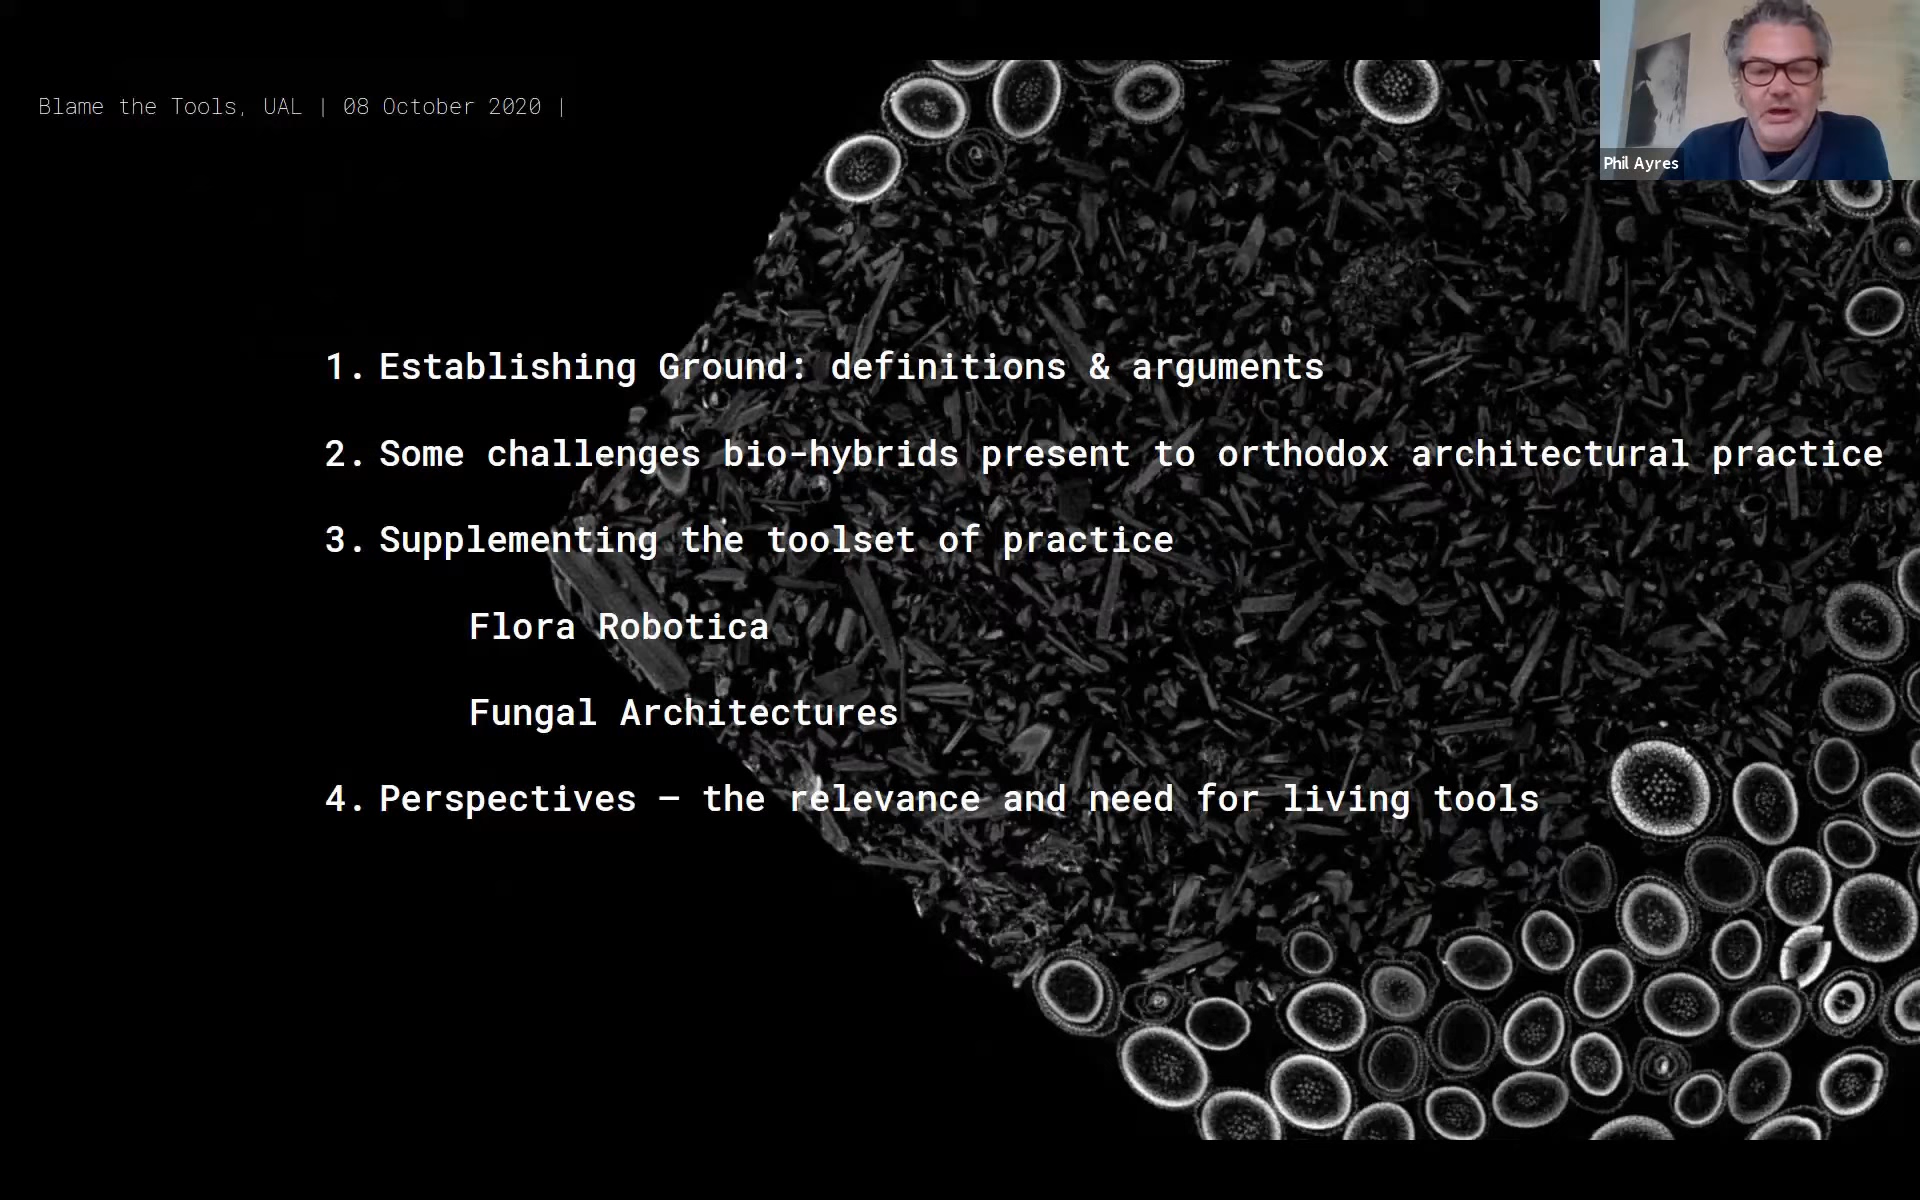 Blame the Tools, UAL | 08 October 2020 |
Phil Ayres
1. Establishing Ground: definitions & arguments
2. Some challenges bio-hybrids present to orthodox architectural practice
3. Supplementing the toolset of practice
Flora Robotica
Fungal Architectures
4. Perspectives – the relevance and need for living tools